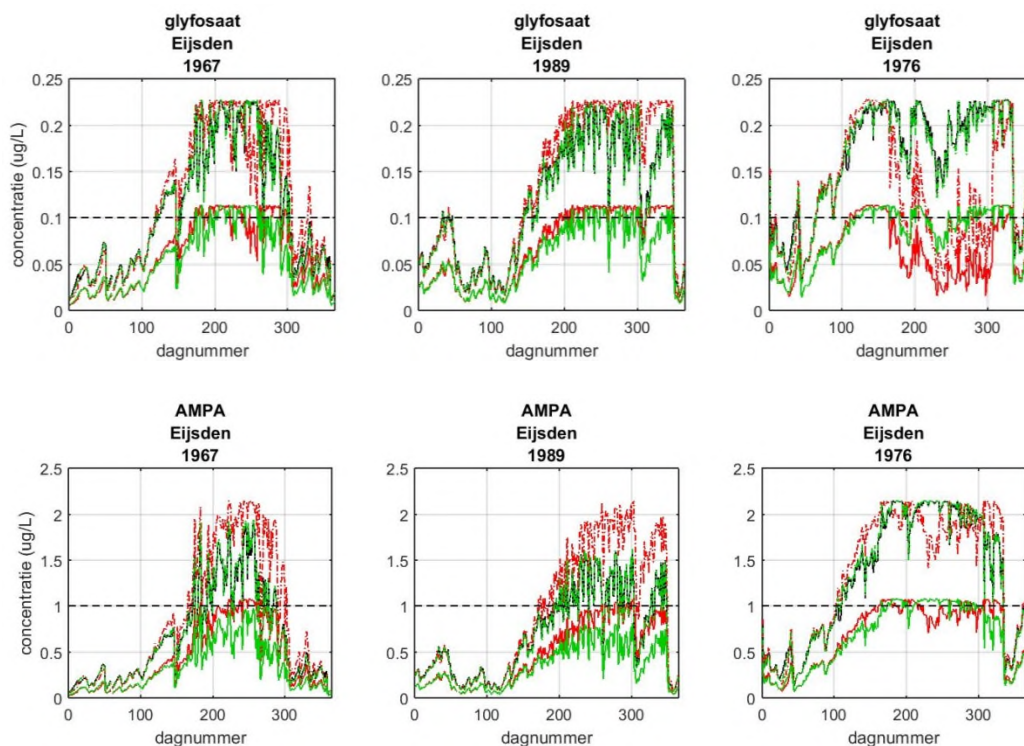 glyfosaat
Eijsden
1967
glyfosaat
Eijsden
1989
glyfosaat
Eijsden
1976
concentratie (ug/L)
0.25
0.2
0.15
0.1
0.05
0
0 100 200 300
dagnummer
0.25
0.2
0.15
0.1
0.05
0
0 100 200 300
dagnummer
0.25
0.2
0.15
0.1
0.05
0
0 100 200 300
dagnummer
AMPA
Eijsden
1967
AMPA
Eijsden
1989
AMPA
Eijsden
1976
concentratie (ug/L)
2.5
2
1.5
1
0.5
0
0 100 200 300
dagnummer
2.5
2
1.5
1
0.5
0
0 100 200 300
dagnummer
2.5
2
1.5
1
0.5
0
0 100 200 300
dagnummer